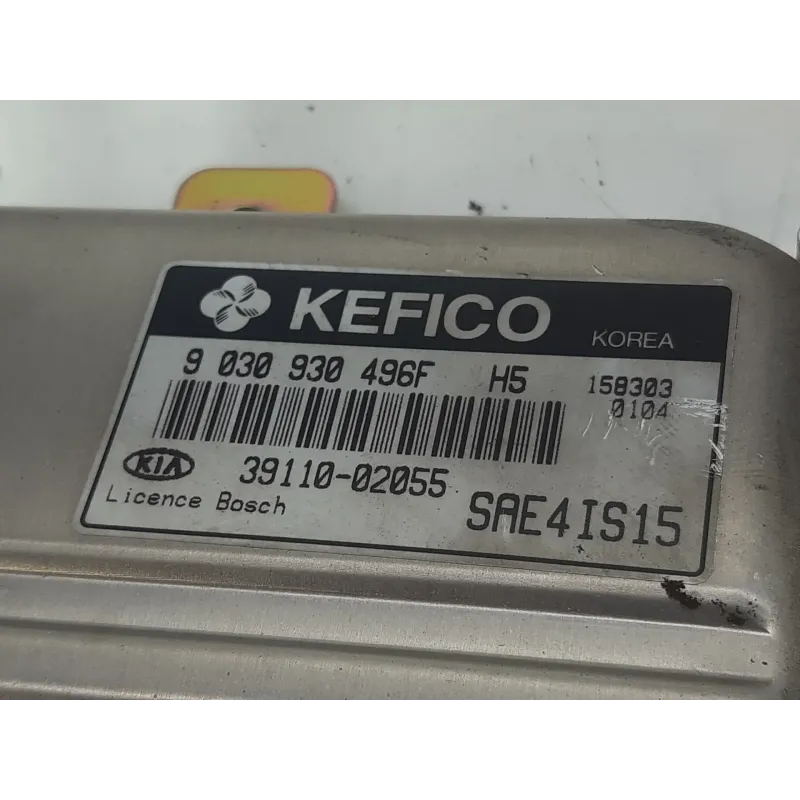 KEFICO KOREA
9 030 930 496F H5 158303
0104
KIA 39110-02055
Licence Bosch SAE4IS15